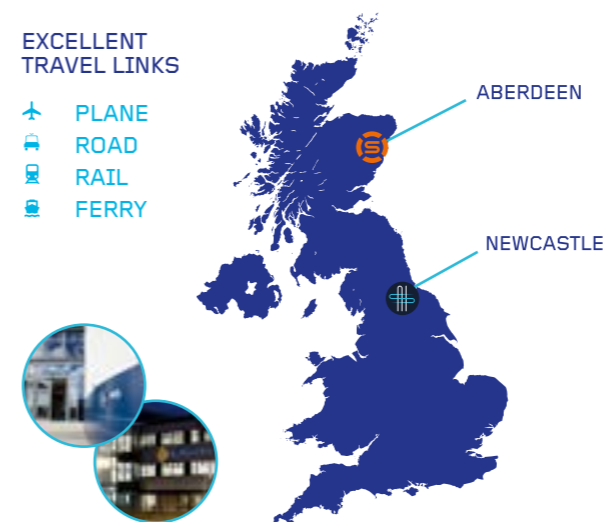 EXCELLENT
TRAVEL LINKS
PLANE
ROAD
RAIL
FERRY
ABERDEEN
NEWCASTLE
S